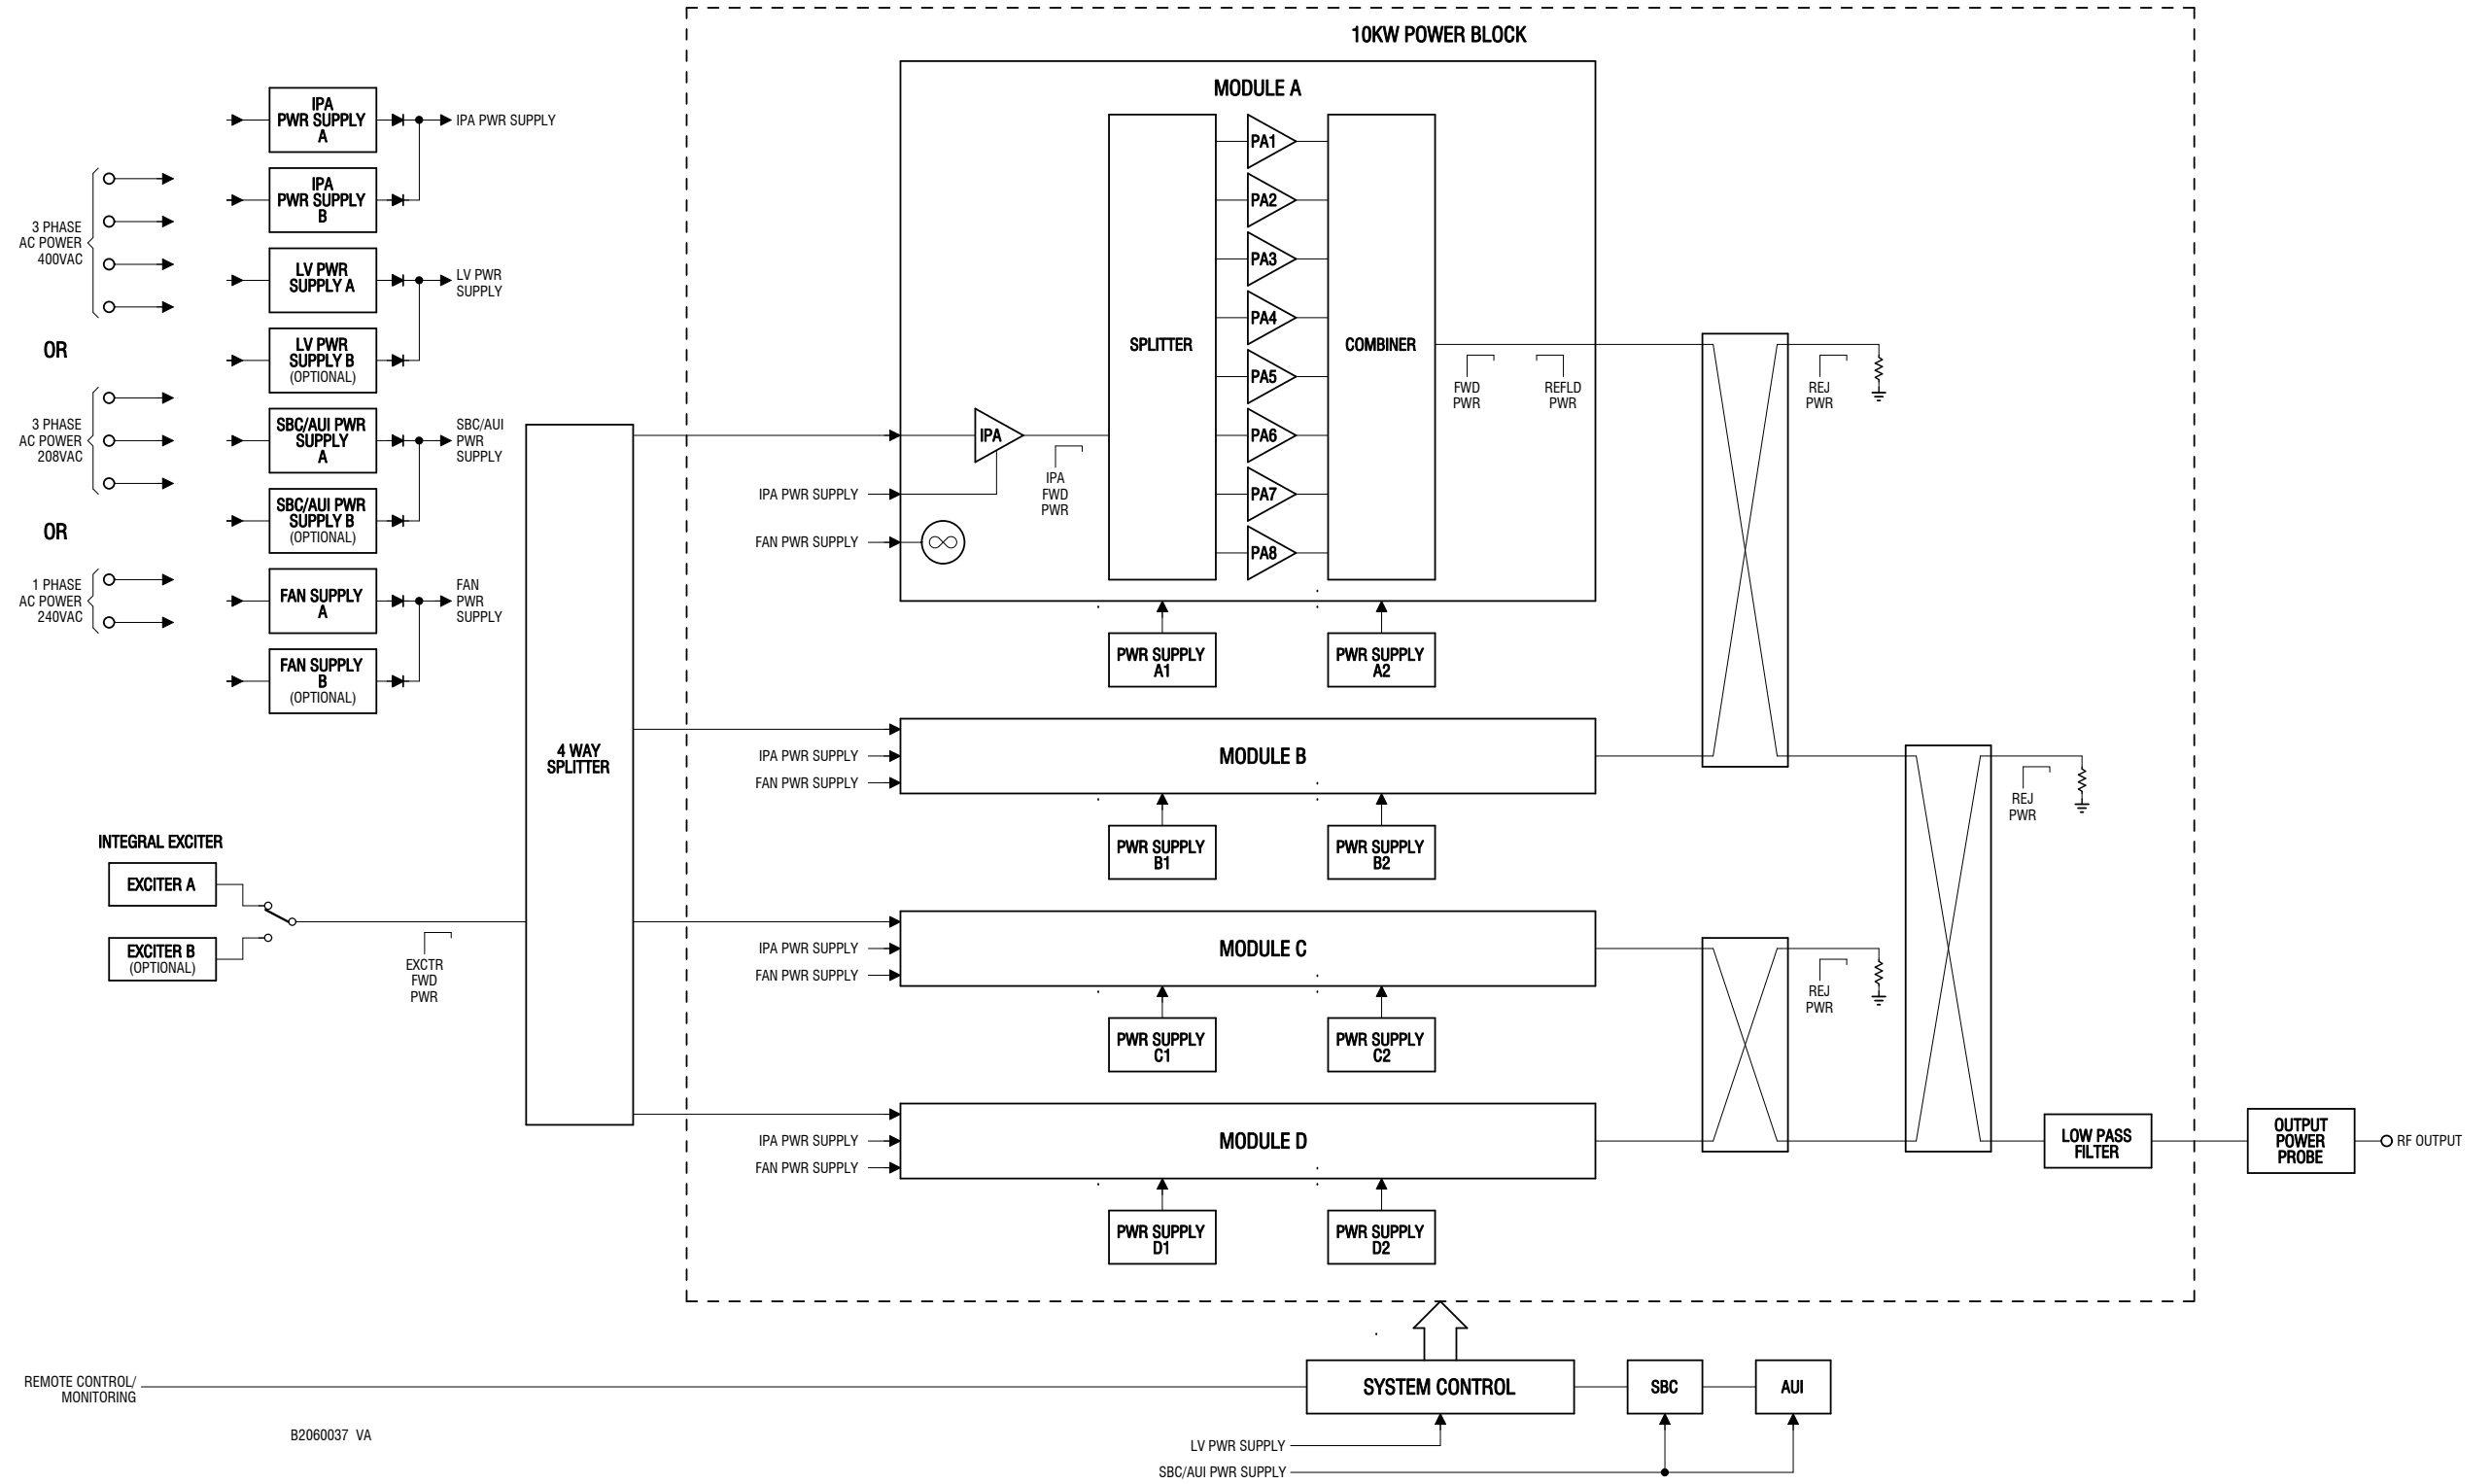 10KW POWER BLOCK
IPA
PWR SUPPLY
A
IPA PWR SUPPLY
IPA
PWR SUPPLY
B
LV PWR
SUPPLY A
LV PWR
SUPPLY
LV PWR
SUPPLY B
(OPTIONAL)
SBC/AUI PWR
SUPPLY
A
SBC/AUI
PWR
SUPPLY
SBC/AUI PWR
SUPPLY B
(OPTIONAL)
FAN SUPPLY
A
FAN
PWR
SUPPLY
FAN SUPPLY
B
(OPTIONAL)
3 PHASE
AC POWER
400VAC
OR
3 PHASE
AC POWER
208VAC
OR
1 PHASE
AC POWER
240VAC
INTEGRAL EXCITER
EXCITER A
EXCITER B
(OPTIONAL)
EXCTR
FWD
PWR
4 WAY
SPLITTER
MODULE A
IPA
IPA PWR SUPPLY
FAN PWR SUPPLY
IPA
FWD
PWR
SPLITTER
PA1
PA2
PA3
PA4
PA5
PA6
PA7
PA8
COMBINER
FWD
PWR
REFLD
PWR
REJ
PWR
PWR SUPPLY
A1
PWR SUPPLY
A2
MODULE B
IPA PWR SUPPLY
FAN PWR SUPPLY
PWR SUPPLY
B1
PWR SUPPLY
B2
REJ
PWR
MODULE C
IPA PWR SUPPLY
FAN PWR SUPPLY
PWR SUPPLY
C1
PWR SUPPLY
C2
REJ
PWR
MODULE D
IPA PWR SUPPLY
FAN PWR SUPPLY
PWR SUPPLY
D1
PWR SUPPLY
D2
LOW PASS
FILTER
OUTPUT
POWER
PROBE
RF OUTPUT
REMOTE CONTROL/
MONITORING
SYSTEM CONTROL
SBC
AUI
B2060037 VA
LV PWR SUPPLY
SBC/AUI PWR SUPPLY